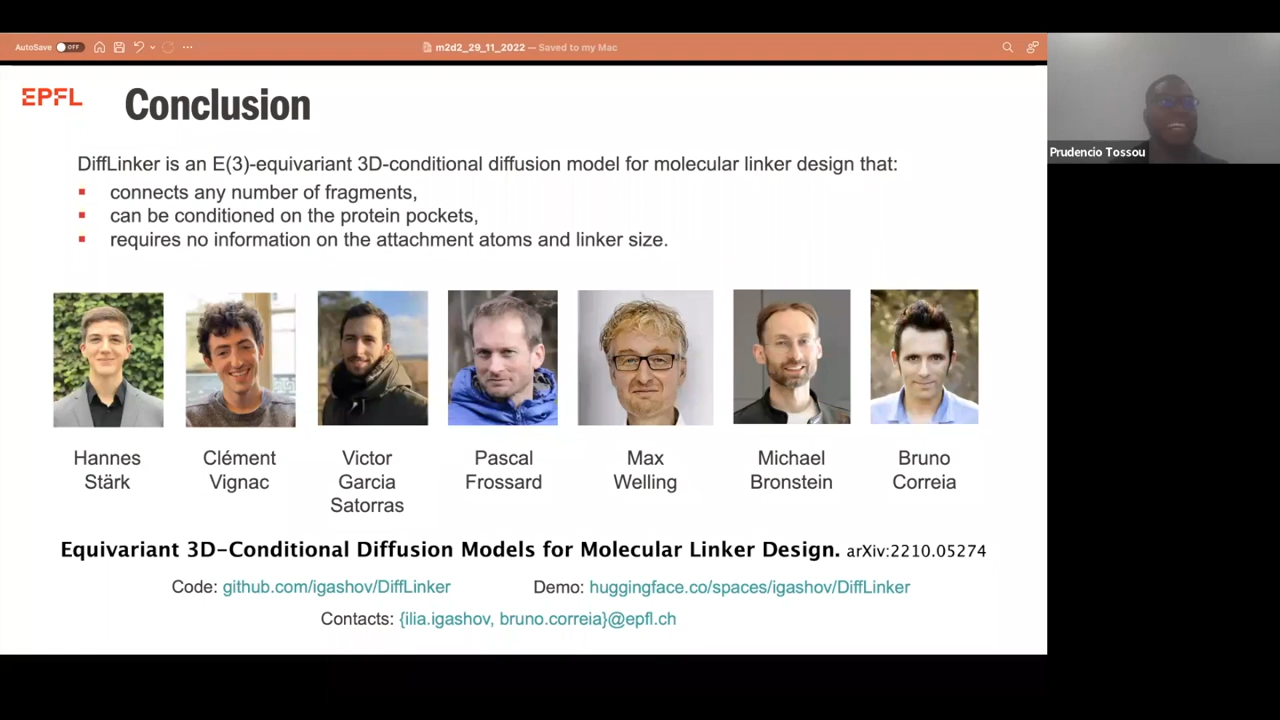 AutoSave OFF
m2d2_29_11_2022 — Saved to my Mac
EPFL
Conclusion
DiffLinker is an E(3)-equivariant 3D-conditional diffusion model for molecular linker design that:
connects any number of fragments,
can be conditioned on the protein pockets,
requires no information on the attachment atoms and linker size.
Prudencio Tossou
Hannes
Stärk
Clément
Vignac
Victor
Garcia
Satorras
Pascal
Frossard
Max
Welling
Michael
Bronstein
Bruno
Correia
Equivariant 3D-Conditional Diffusion Models for Molecular Linker Design. arXiv:2210.05274
Code: github.com/igashov/DiffLinker
Demo: huggingface.co/spaces/igashov/DiffLinker
Contacts: {ilia.igashov, bruno.correia}@epfl.ch